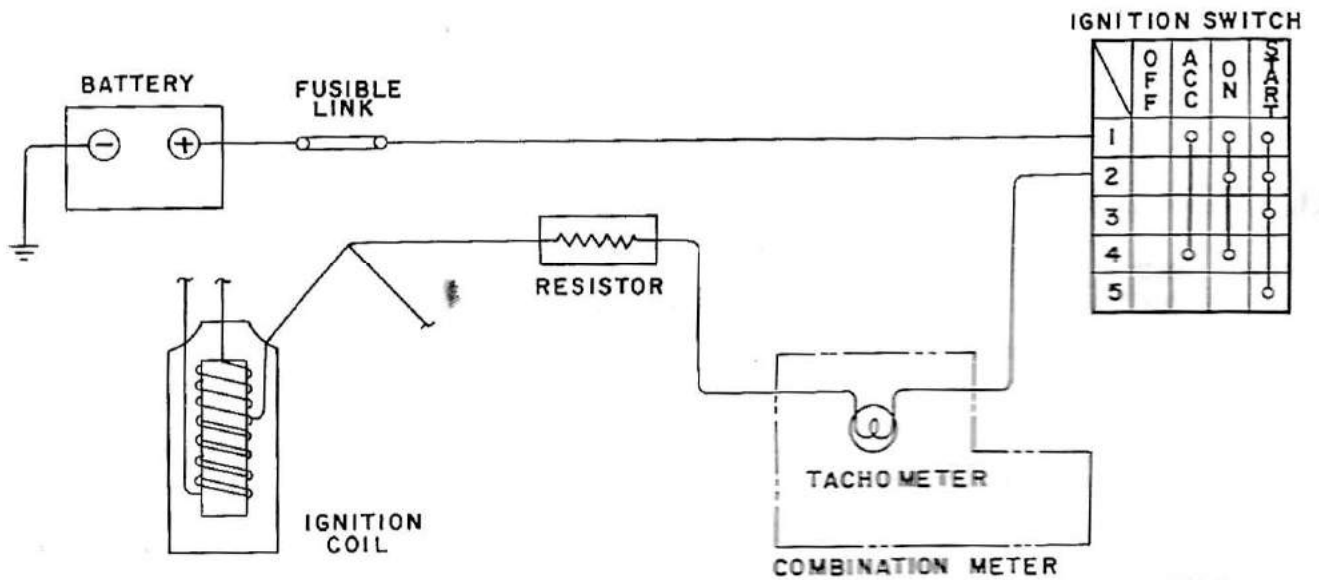 IGNITION SWITCH
OFF
ACC
ON
START
1
2
3
4
5
BATTERY
- +
FUSIBLE
LINK
RESISTOR
IGNITION
COIL
TACHOMETER
COMBINATION METER